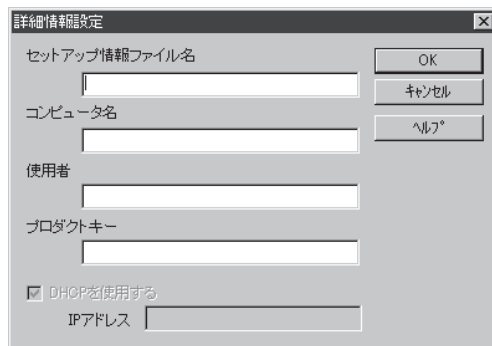 詳細情報設定
セットアップ情報ファイル名
OK
キャンセル
コンピュータ名
ヘルプ
使用者
プロダクトキー
DHCPを使用する
IPアドレス